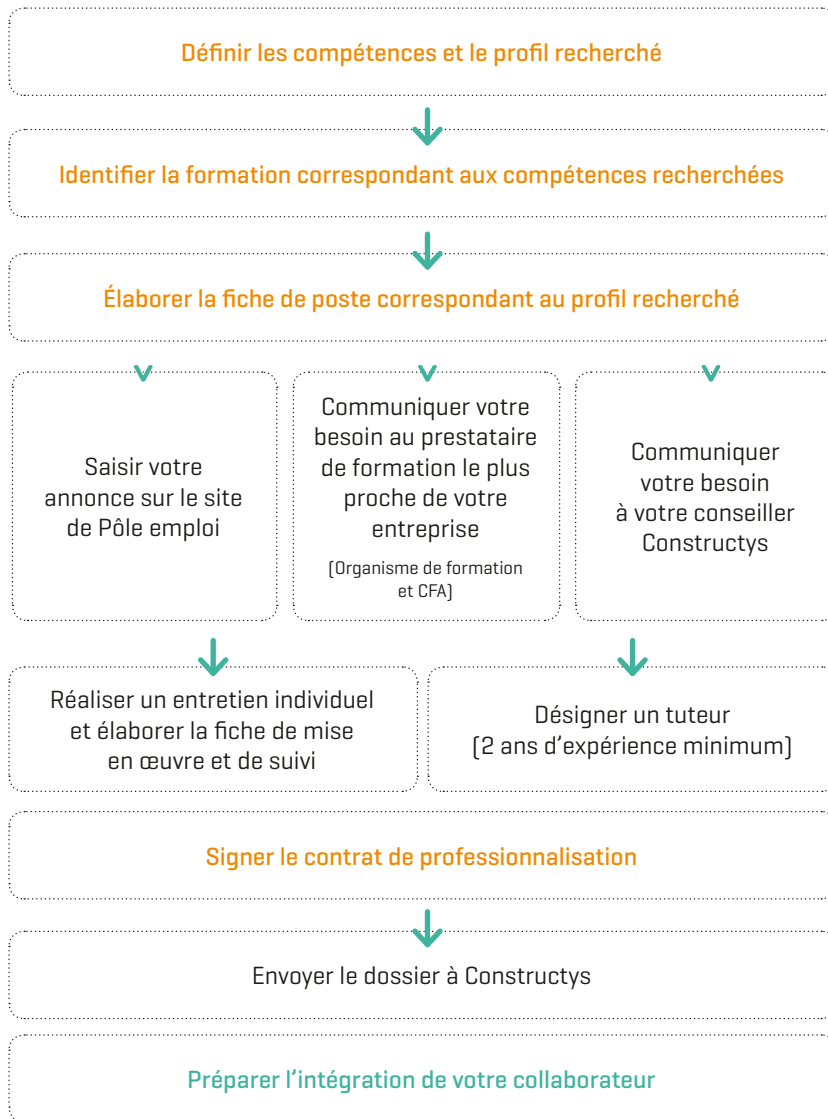 Définir les compétences et le profil recherché
Identifier la formation correspondant aux compétences recherchées
Élaborer la fiche de poste correspondant au profil recherché
Saisir votre
annonce sur le site
de Pôle emploi
Communiquer votre
besoin au prestataire
de formation le plus
proche de votre
entreprise
(Organisme de formation
et CFA)
Communiquer
votre besoin
à votre conseiller
Constructys
Réaliser un entretien individuel
et élaborer la fiche de mise
en œuvre et de suivi
Désigner un tuteur
(2 ans d'expérience minimum)
Signer le contrat de professionnalisation
Envoyer le dossier à Constructys
Préparer l'intégration de votre collaborateur